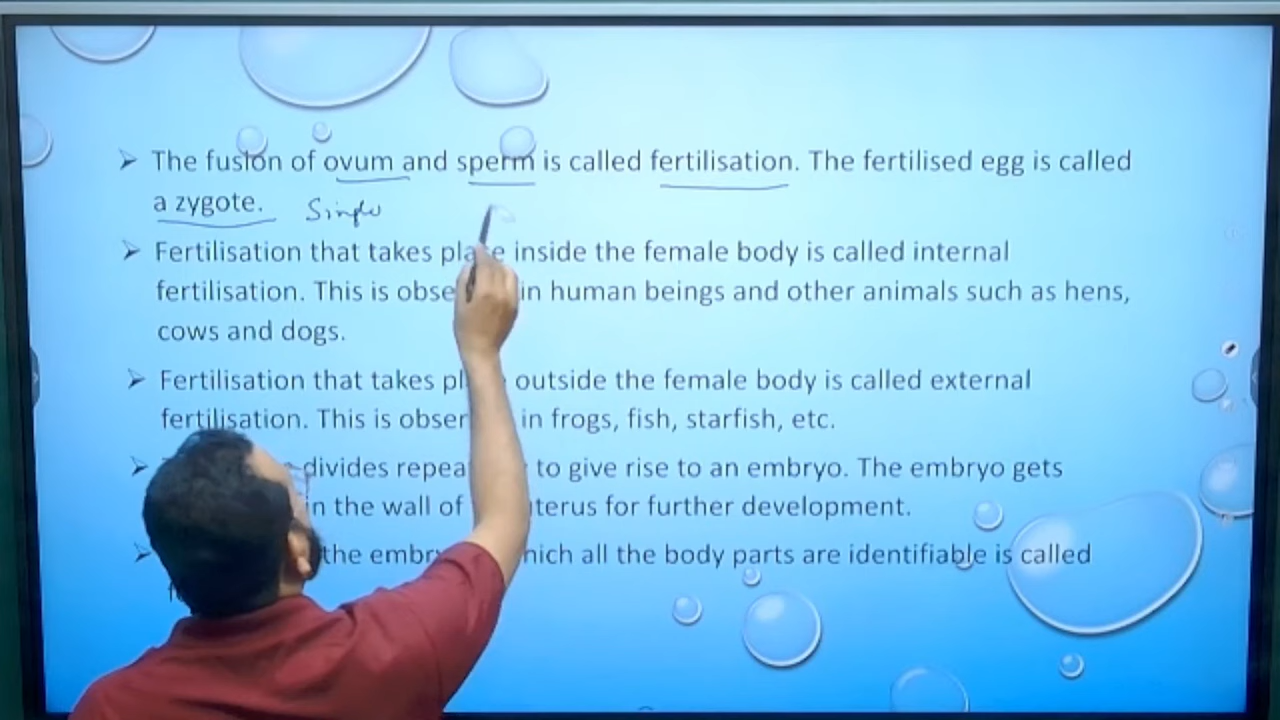 The fusion of ovum and sperm is called fertilisation. The fertilised egg is called
a zygote. Single
Fertilisation that takes place inside the female body is called internal
fertilisation. This is obse in human beings and other animals such as hens,
cows and dogs.
Fertilisation that takes pl outside the female body is called external
fertilisation. This is obser in frogs, fish, starfish, etc.
divides repea to give rise to an embryo. The embryo gets
in the wall of terus for further development.
the embry hich all the body parts are identifiable is called